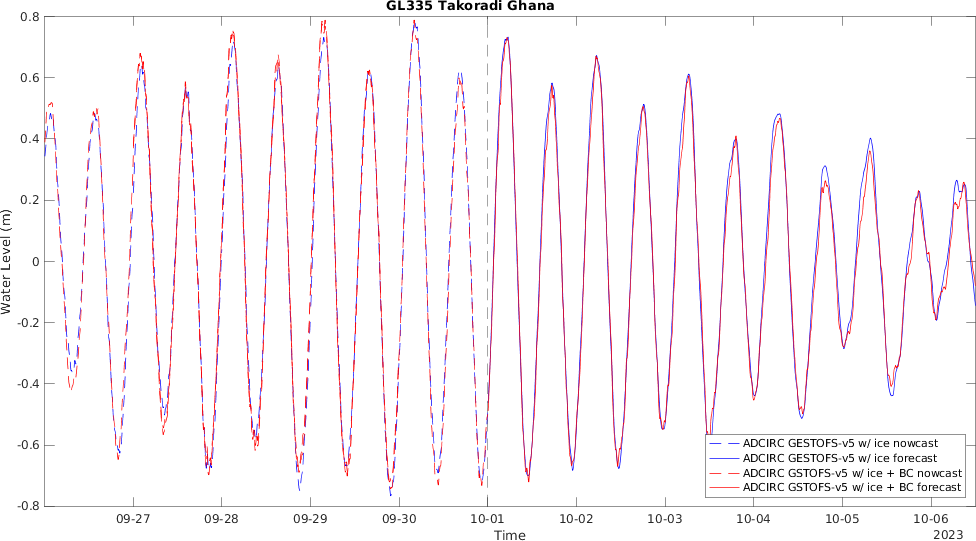 GL335 Takoradi Ghana
0.8
0.6
0.4
0.2
0
-0.2
-0.4
-0.6
-0.8
Water Level (m)
09-27 09-28 09-29 09-30 10-01 10-02 10-03 10-04 10-05 10-06
Time
2023
ADCIRC GESTOFS-v5 w/ ice nowcast
ADCIRC GESTOFS-v5 w/ ice forecast
ADCIRC GSTOFS-v5 w/ ice + BC nowcast
ADCIRC GSTOFS-v5 w/ ice + BC forecast